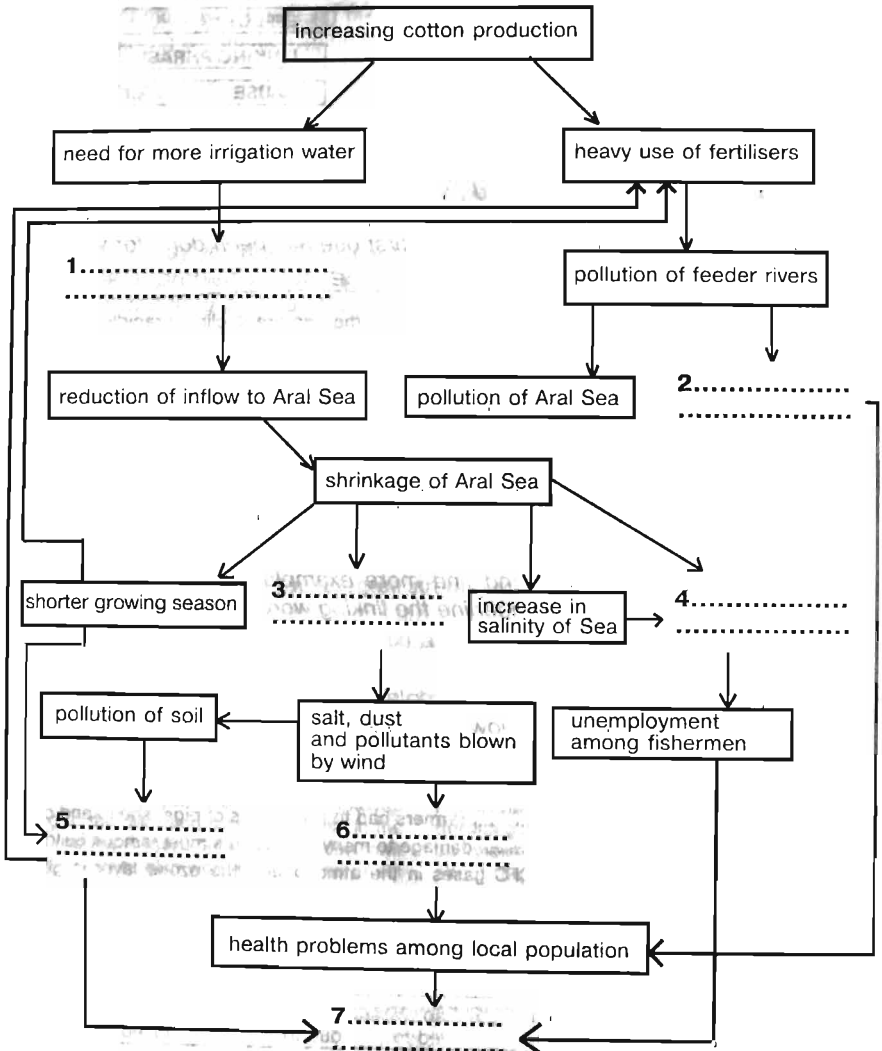 increasing cotton production
need for more irrigation water
heavy use of fertilisers
1
pollution of feeder rivers
reduction of inflow to Aral Sea
pollution of Aral Sea
2
shrinkage of Aral Sea
shorter growing season
3
increase in
salinity of Sea
4
pollution of soil
salt, dust
and pollutants blown
by wind
unemployment
among fishermen
5
6
health problems among local population
7